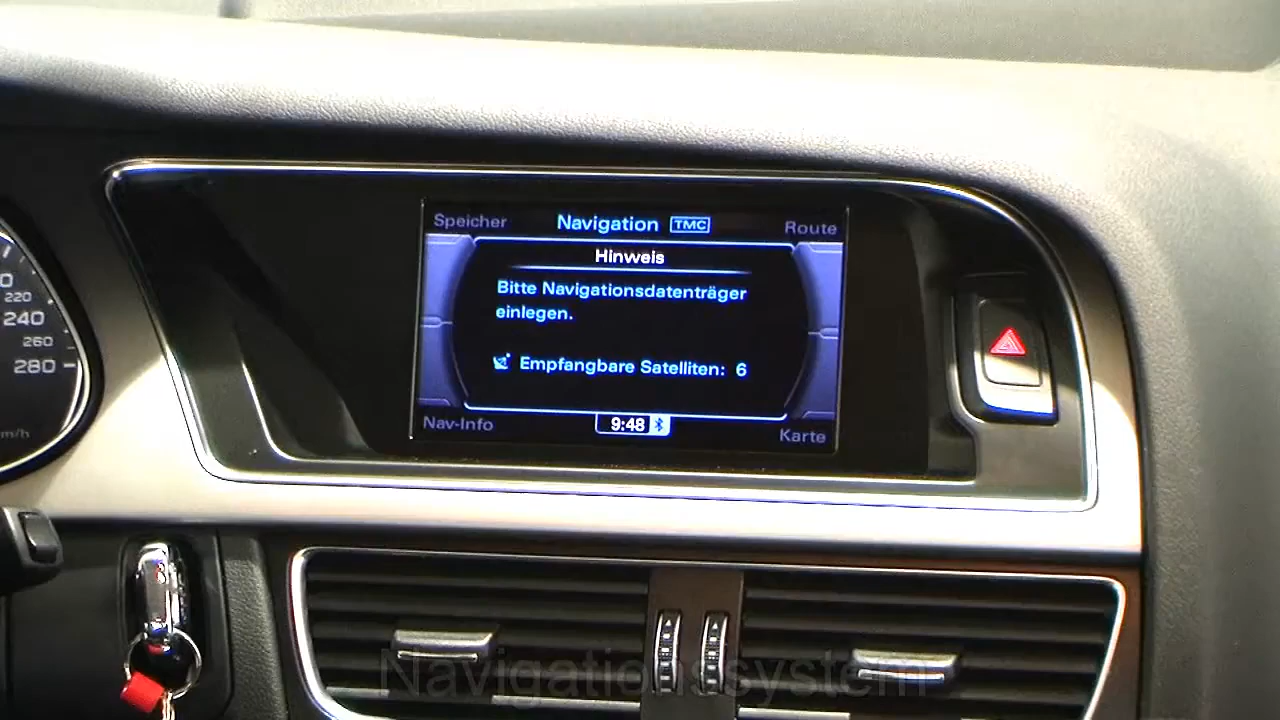 Speicher Navigation TMC Route
Hinweis
Bitte Navigationsdatenträger
einlegen.
Empfangbare Satelliten: 6
Nav-Info 9:48 Karte
220
240
260
280
km/h
Navigationssystem